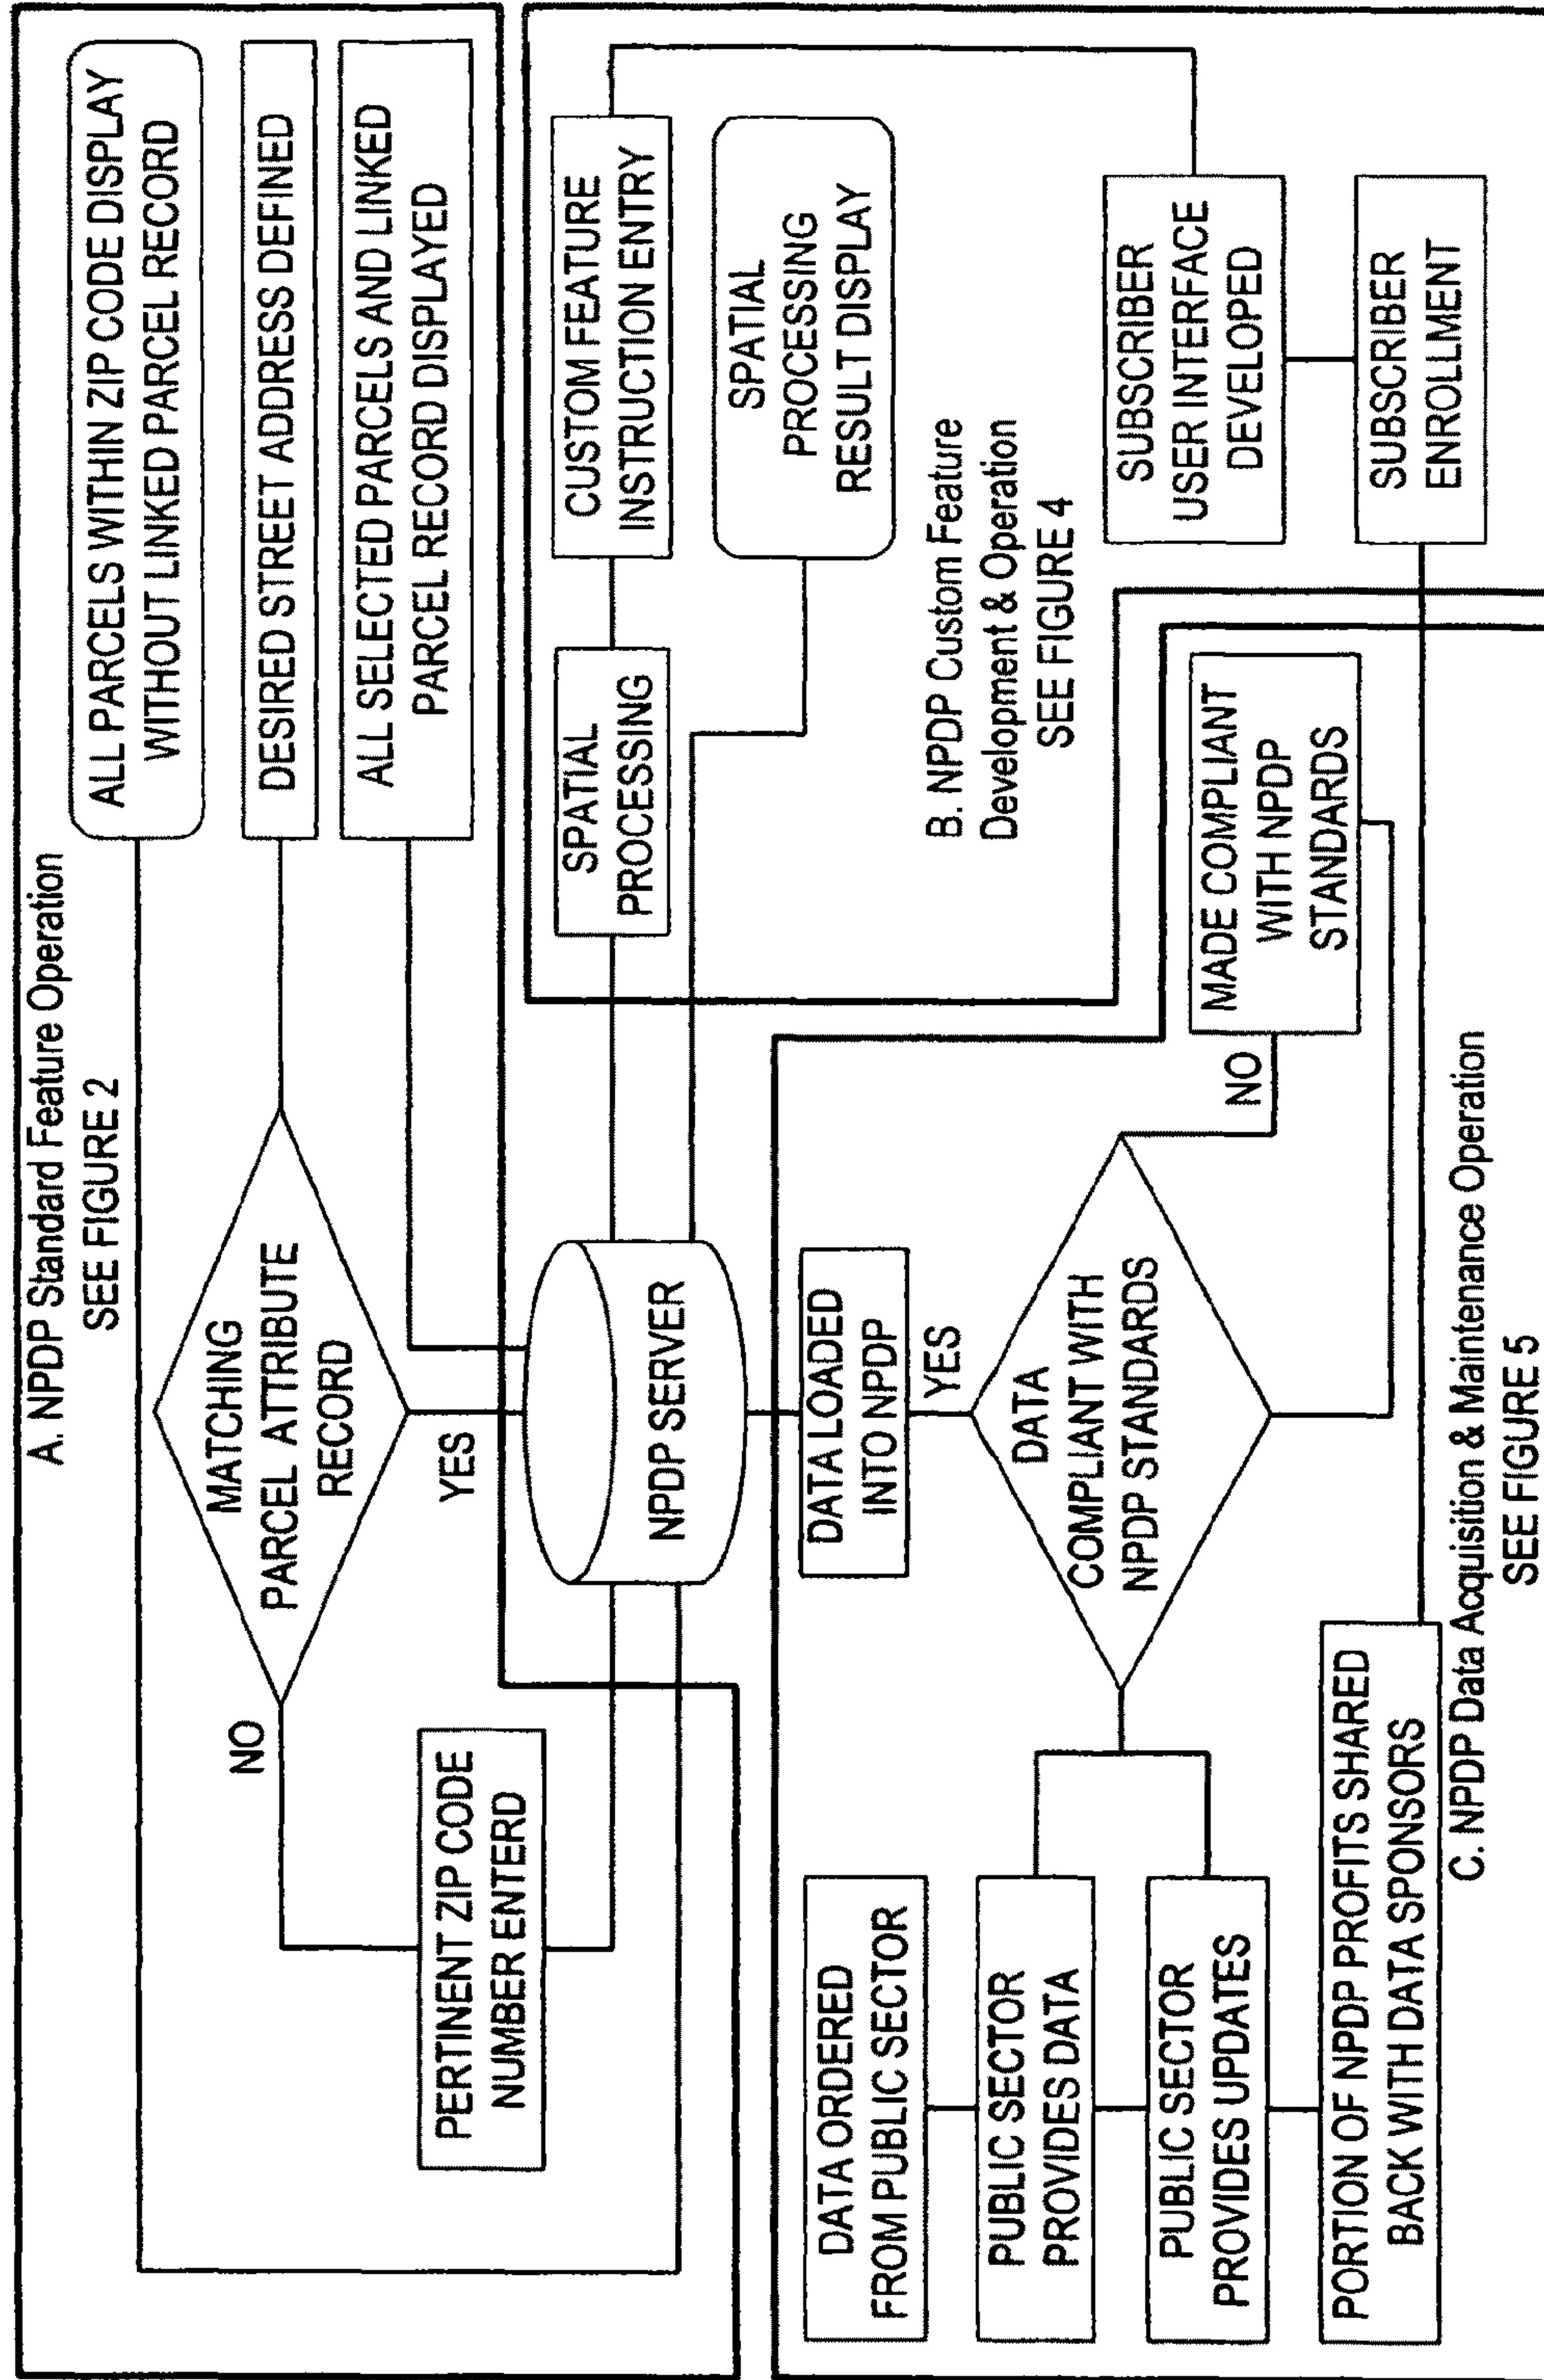 A. NPDP Standard Feature Operation
SEE FIGURE 2
ALL PARCELS WITHIN ZIP CODE DISPLAY
WITHOUT LINKED PARCEL RECORD
MATCHING
PARCEL ATTRIBUTE
RECORD
DESIRED STREET ADDRESS DEFINED
ALL SELECTED PARCELS AND LINKED
PARCEL RECORD DISPLAYED
NO
YES
PERTINENT ZIP CODE
NUMBER ENTERD
NPDP SERVER
SPATIAL
PROCESSING
CUSTOM FEATURE
INSTRUCTION ENTRY
SPATIAL
PROCESSING
RESULT DISPLAY
B. NPDP Custom Feature
Development & Operation
SEE FIGURE 4
SUBSCRIBER
USER INTERFACE
DEVELOPED
SUBSCRIBER
ENROLLMENT
DATA LOADED
INTO NPDP
YES
DATA
COMPLIANT WITH
NPDP STANDARDS
NO
MADE COMPLIANT
WITH NPDP
STANDARDS
DATA ORDERED
FROM PUBLIC SECTOR
PUBLIC SECTOR
PROVIDES DATA
PUBLIC SECTOR
PROVIDES UPDATES
PORTION OF NPDP PROFITS SHARED
BACK WITH DATA SPONSORS
C. NPDP Data Acquisition & Maintenance Operation
SEE FIGURE 5